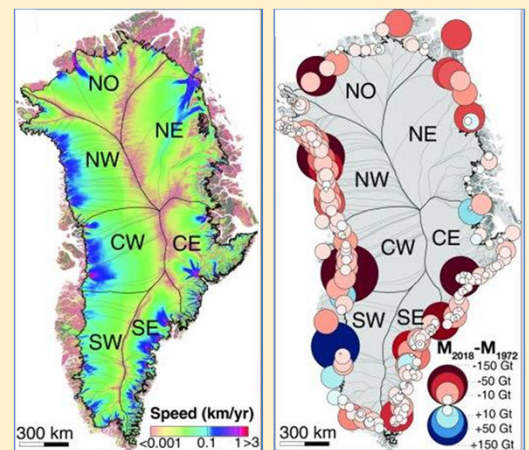 NO
NE
NW
CW
CE
SW
SE
Speed (km/yr)
<0.001 0.1 1>3
300 km
NO
NE
NW
CW
CE
SW
SE
M2018-M1972
-150 Gt
-50 Gt
-10 Gt
+10 Gt
+50 Gt
+150 Gt
300 km